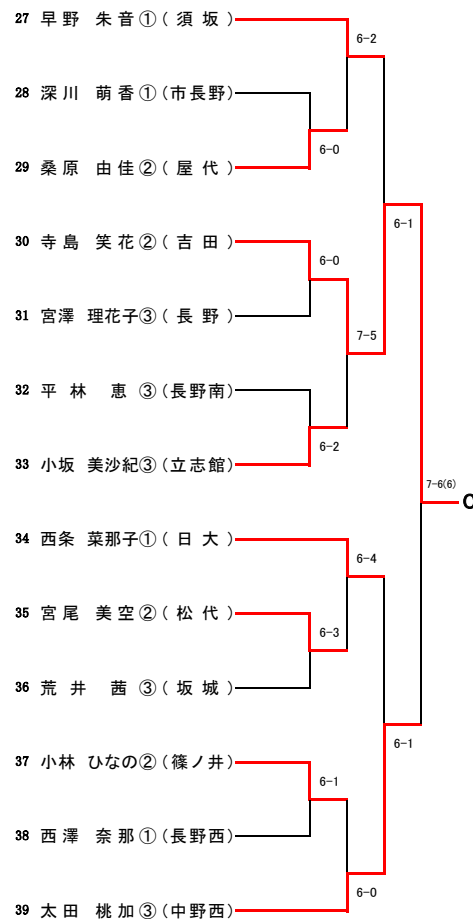 27 早野 朱音①(須坂)
6-2
28 深川 萌香①(市長野)
6-0
29 桑原 由佳②(屋代)
6-1
30 寺島 笑花②(吉田)
6-0
31 宮澤 理花子③(長野)
7-5
32 平林 恵③(長野南)
6-2
33 小坂 美沙紀③(立志館)
7-6(6)
C
34 西条 菜那子①(日大)
6-4
35 宮尾 美空②(松代)
6-3
36 荒井 茜③(坂城)
6-1
37 小林 ひなの②(篠ノ井)
6-1
38 西澤 奈那①(長野西)
6-0
39 太田 桃加③(中野西)